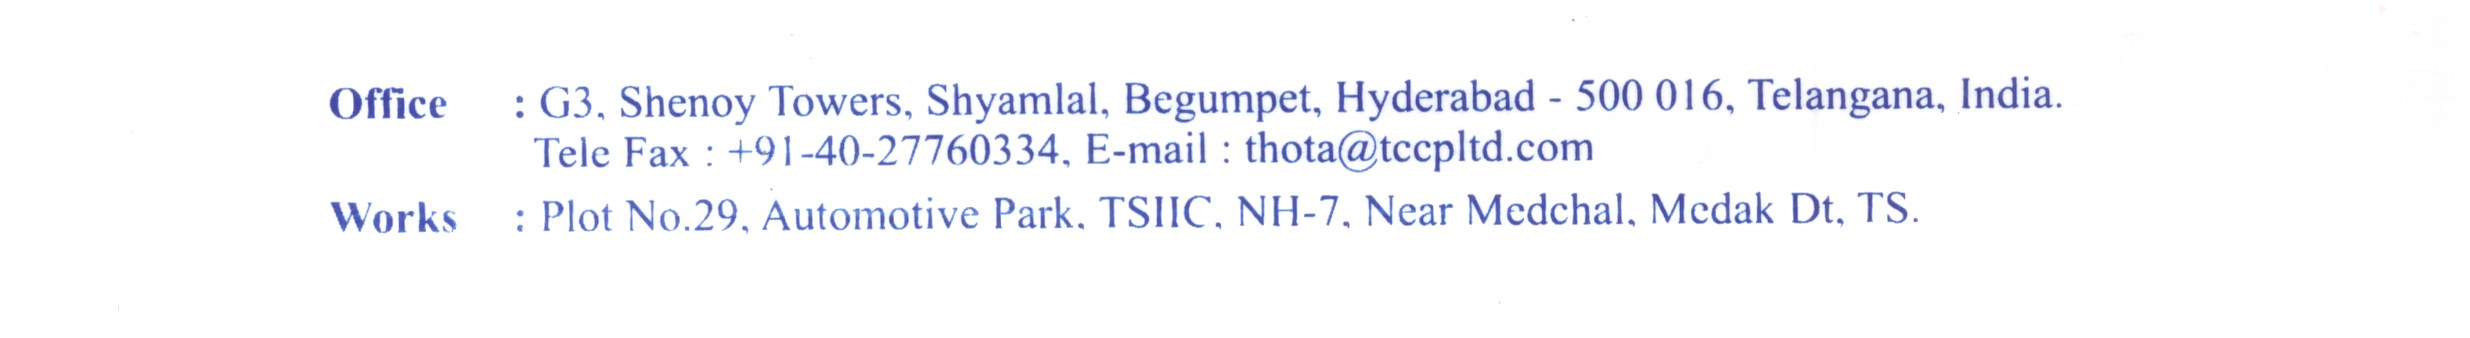 Office : G3, Shenoy Towers, Shyamlal, Begumpet, Hyderabad - 500 016, Telangana, India.
Tele Fax : +91-40-27760334, E-mail : thota@tccpltd.com
Works : Plot No.29, Automotive Park, TSIIC, NH-7, Near Medchal, Medak Dt, TS.